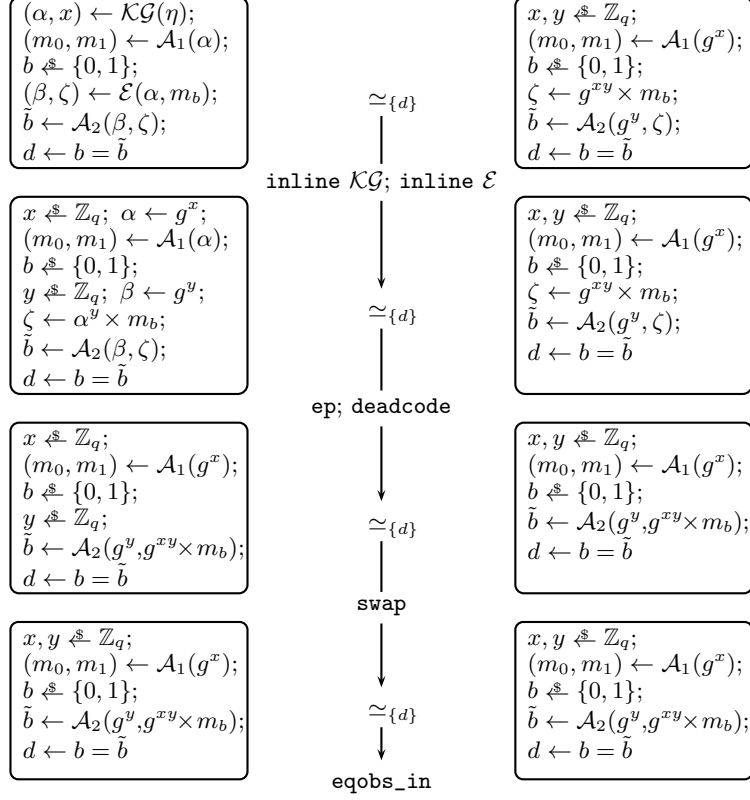 (α, x) ← 𝒦𝒢(η);
(m₀, m₁) ← 𝒜₁(α);
b ↞$ {0, 1};
(β, ζ) ← ℰ(α, m_b);
b̃ ← 𝒜₂(β, ζ);
d ← b = b̃
≃_{d}
x, y ↞$ ℤ_q;
(m₀, m₁) ← 𝒜₁(g^x);
b ↞$ {0, 1};
ζ ← g^{xy} × m_b;
b̃ ← 𝒜₂(g^y, ζ);
d ← b = b̃
inline 𝒦𝒢; inline ℰ
x ↞$ ℤ_q; α ← g^x;
(m₀, m₁) ← 𝒜₁(α);
b ↞$ {0, 1};
y ↞$ ℤ_q; β ← g^y;
ζ ← α^y × m_b;
b̃ ← 𝒜₂(β, ζ);
d ← b = b̃
≃_{d}
x, y ↞$ ℤ_q;
(m₀, m₁) ← 𝒜₁(g^x);
b ↞$ {0, 1};
ζ ← g^{xy} × m_b;
b̃ ← 𝒜₂(g^y, ζ);
d ← b = b̃
ep; deadcode
x ↞$ ℤ_q;
(m₀, m₁) ← 𝒜₁(g^x);
b ↞$ {0, 1};
y ↞$ ℤ_q;
b̃ ← 𝒜₂(g^y, g^{xy} × m_b);
d ← b = b̃
≃_{d}
x, y ↞$ ℤ_q;
(m₀, m₁) ← 𝒜₁(g^x);
b ↞$ {0, 1};
b̃ ← 𝒜₂(g^y, g^{xy} × m_b);
d ← b = b̃
swap
x, y ↞$ ℤ_q;
(m₀, m₁) ← 𝒜₁(g^x);
b ↞$ {0, 1};
b̃ ← 𝒜₂(g^y, g^{xy} × m_b);
d ← b = b̃
≃_{d}
x, y ↞$ ℤ_q;
(m₀, m₁) ← 𝒜₁(g^x);
b ↞$ {0, 1};
b̃ ← 𝒜₂(g^y, g^{xy} × m_b);
d ← b = b̃
eqobs_in